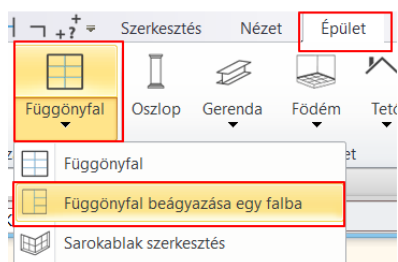 Szerkesztés Nézet Épület
Függönyfal Oszlop Gerenda Födém
Függönyfal
Függönyfal beágyazása egy falba
Sarokablak szerkesztés